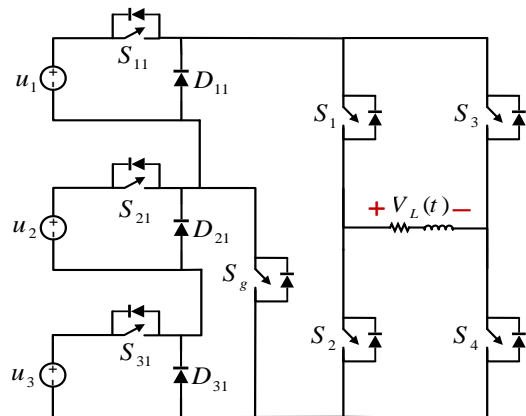 S11
u1
D11
S1
S3
+ VL(t) −
S21
u2
D21
Sg
S2
S4
S31
u3
D31